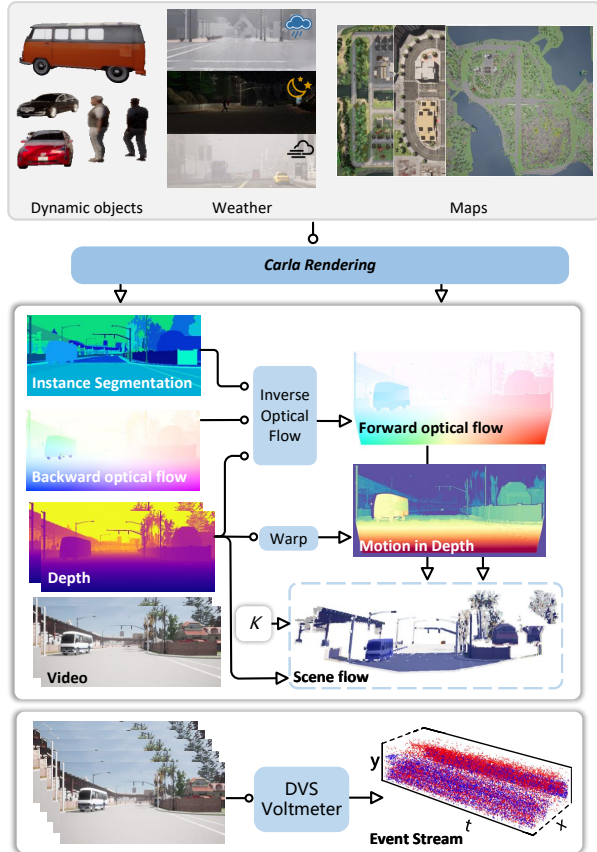 Dynamic objects
Weather
Maps
Carla Rendering
Instance Segmentation
Inverse
Optical
Flow
Forward optical flow
Backward optical flow
Depth
Warp
Motion in Depth
K
Video
Scene flow
DVS
Voltmeter
y
t
x
Event Stream